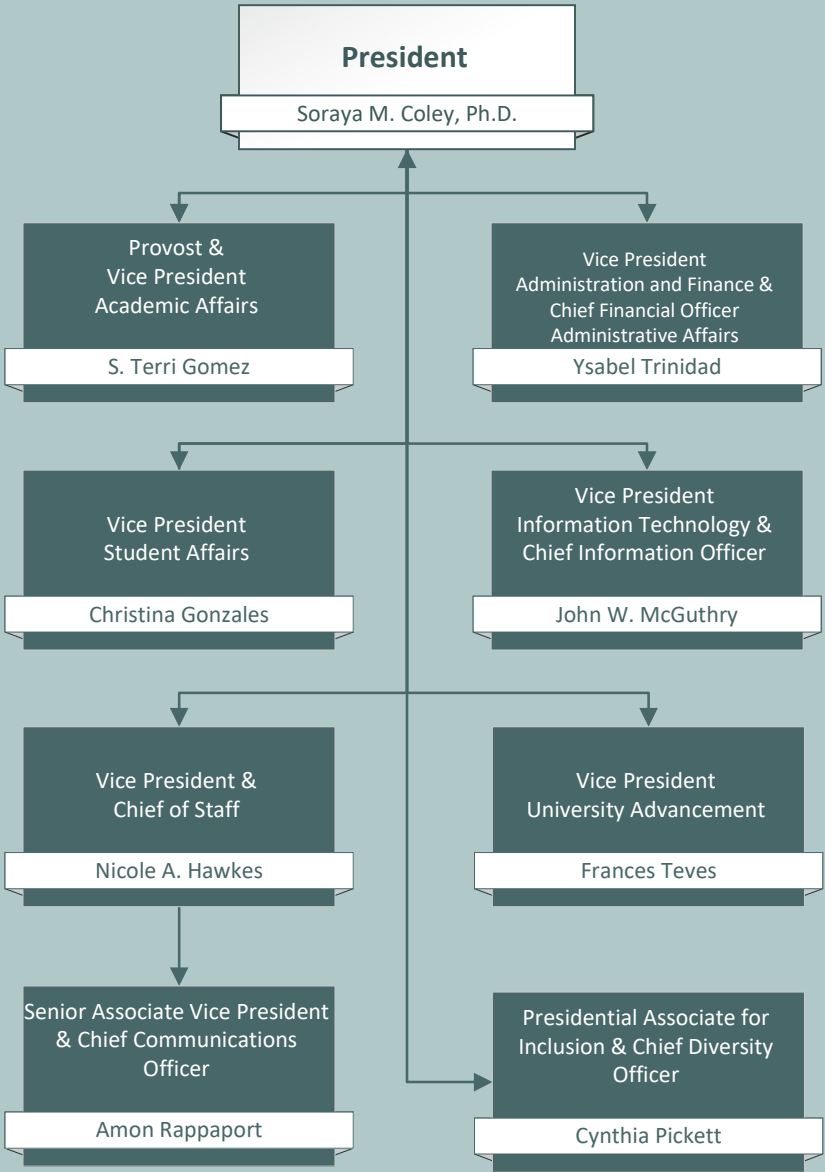 President
Soraya M. Coley, Ph.D.
Provost &
Vice President
Academic Affairs
S. Terri Gomez
Vice President
Administration and Finance &
Chief Financial Officer
Administrative Affairs
Ysabel Trinidad
Vice President
Student Affairs
Christina Gonzales
Vice President
Information Technology &
Chief Information Officer
John W. McGuthry
Vice President &
Chief of Staff
Nicole A. Hawkes
Vice President
University Advancement
Frances Teves
Senior Associate Vice President
& Chief Communications
Officer
Amon Rappaport
Presidential Associate for
Inclusion & Chief Diversity
Officer
Cynthia Pickett